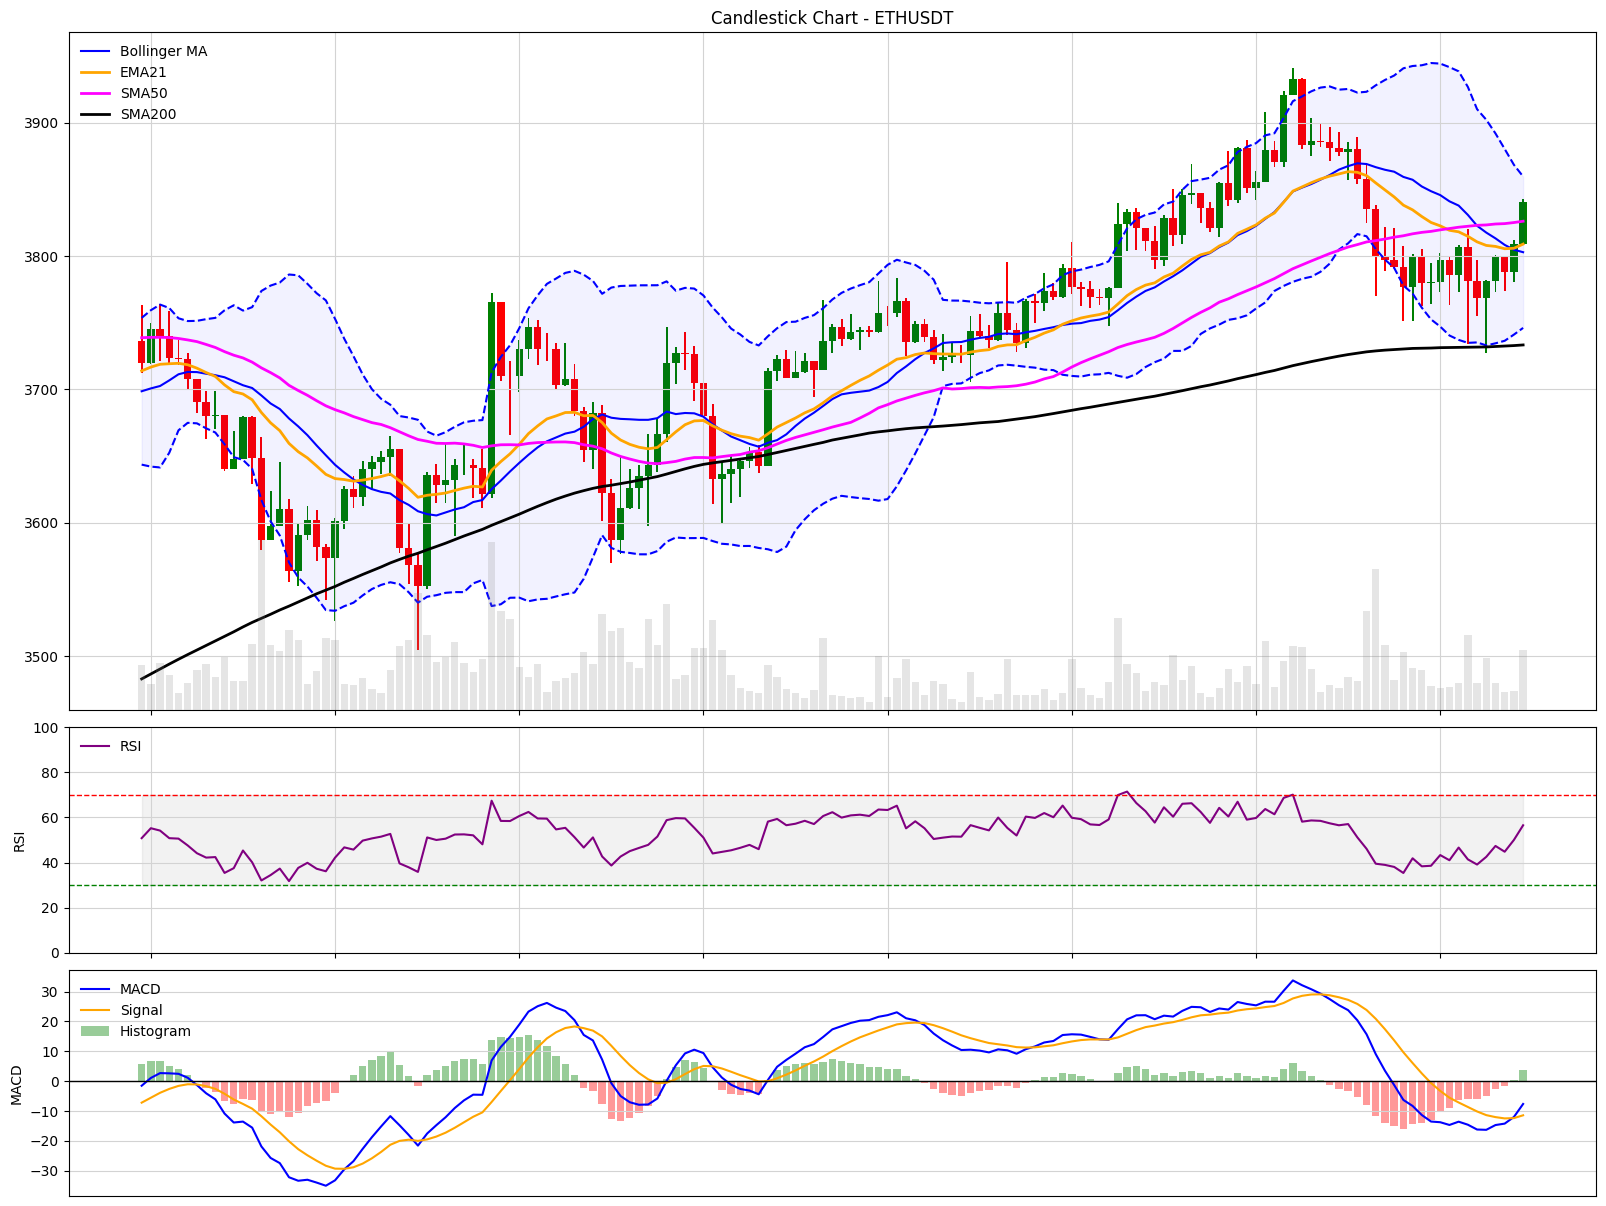 Candlestick Chart - ETHUSDT
Bollinger MA
EMA21
SMA50
SMA200
3900
3800
3700
3600
3500
RSI
100
80
60
40
20
0
RSI
MACD
Signal
Histogram
30
20
10
0
−10
−20
−30
MACD